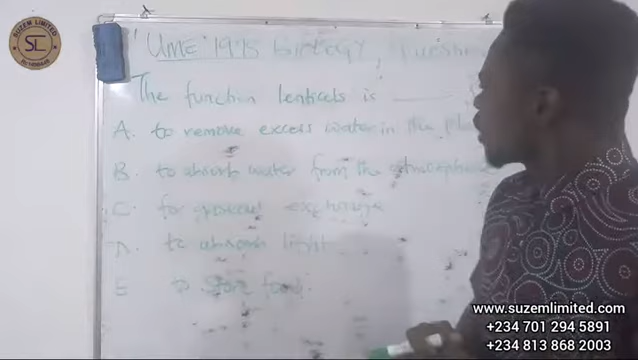 SUZEM LIMITED
SL
"UME" 1995 BIOLOGY,
The function lenticels is ____
A. to remove excess water in the
B. to absorb water from the atmosphere
C. for gaseous exchange
D. to absorb light
E to store food.
www.suzemlimited.com
+234 701 294 5891
+234 813 868 2003